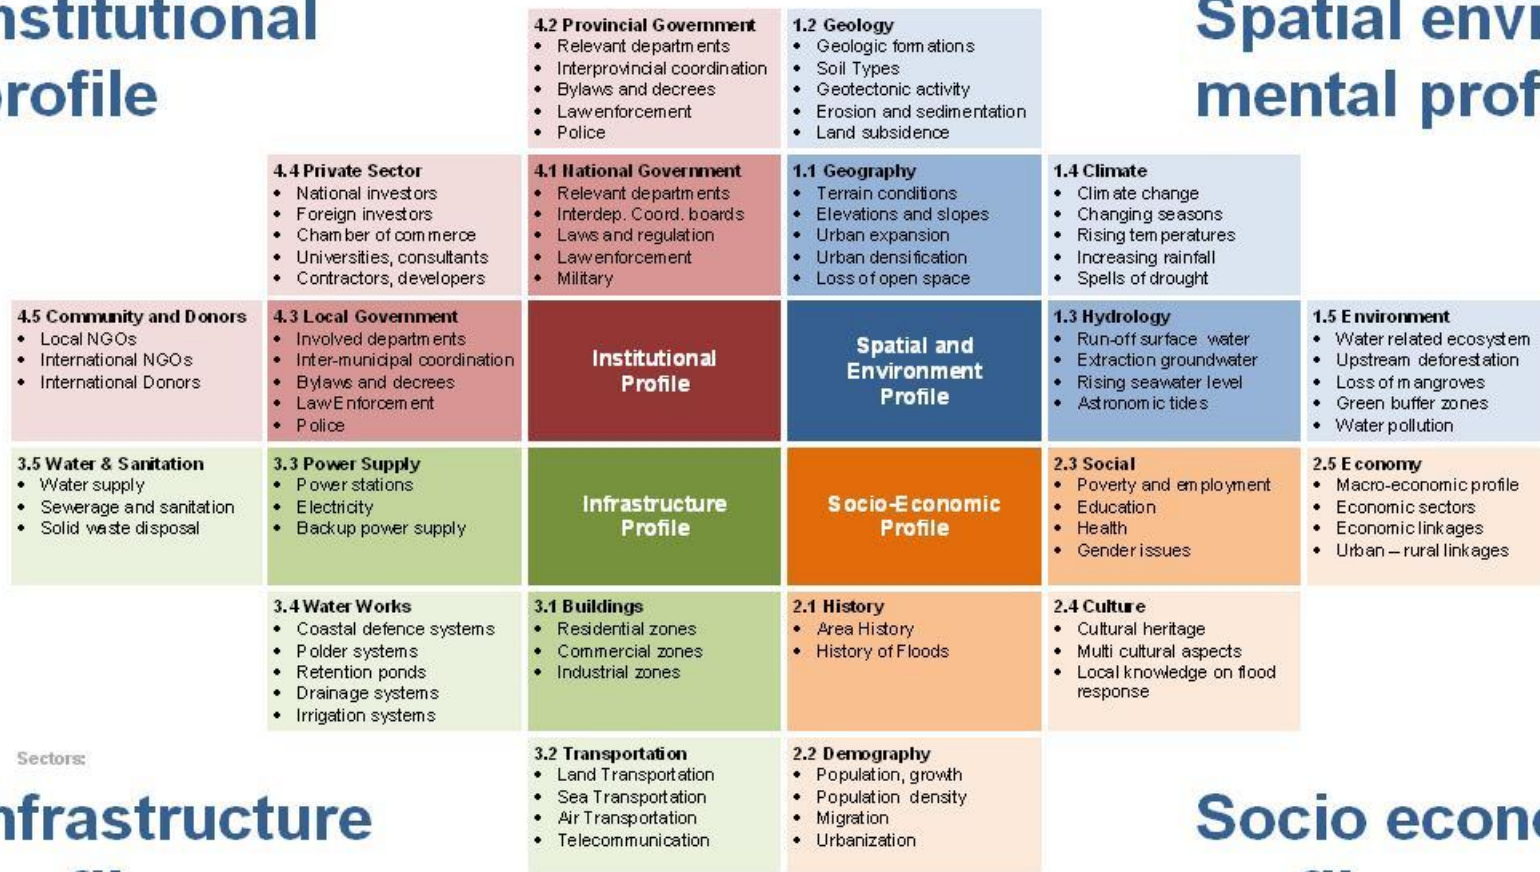 nstitutional
rofile
Spatial envi
mental prof
4.2 Provincial Government
• Relevant departments
• Interprovincial coordination
• Bylaws and decrees
• Law enforcement
• Police
1.2 Geology
• Geologic formations
• Soil Types
• Geotectonic activity
• Erosion and sedimentation
• Land subsidence
4.4 Private Sector
• National investors
• Foreign investors
• Chamber of commerce
• Universities, consultants
• Contractors, developers
4.1 National Government
• Relevant departments
• Interdep. Coord. boards
• Laws and regulation
• Law enforcement
• Military
1.1 Geography
• Terrain conditions
• Elevations and slopes
• Urban expansion
• Urban densification
• Loss of open space
1.4 Climate
• Climate change
• Changing seasons
• Rising temperatures
• Increasing rainfall
• Spells of drought
4.5 Community and Donors
• Local NGOs
• International NGOs
• International Donors
4.3 Local Government
• Involved departments
• Inter-municipal coordination
• Bylaws and decrees
• Law Enforcement
• Police
Institutional
Profile
Spatial and
Environment
Profile
1.3 Hydrology
• Run-off surface water
• Extraction groundwater
• Rising seawater level
• Astronomic tides
1.5 Environment
• Water related ecosystem
• Upstream deforestation
• Loss of mangroves
• Green buffer zones
• Water pollution
3.5 Water & Sanitation
• Water supply
• Sewerage and sanitation
• Solid waste disposal
3.3 Power Supply
• Power stations
• Electricity
• Backup power supply
Infrastructure
Profile
Socio-Economic
Profile
2.3 Social
• Poverty and employment
• Education
• Health
• Gender issues
2.5 Economy
• Macro-economic profile
• Economic sectors
• Economic linkages
• Urban – rural linkages
3.4 Water Works
• Coastal defence systems
• Polder systems
• Retention ponds
• Drainage systems
• Irrigation systems
3.1 Buildings
• Residential zones
• Commercial zones
• Industrial zones
2.1 History
• Area History
• History of Floods
2.4 Culture
• Cultural heritage
• Multi cultural aspects
• Local knowledge on flood
response
Sectors:
3.2 Transportation
• Land Transportation
• Sea Transportation
• Air Transportation
• Telecommunication
2.2 Demography
• Population, growth
• Population density
• Migration
• Urbanization
nfrastructure
Socio econ